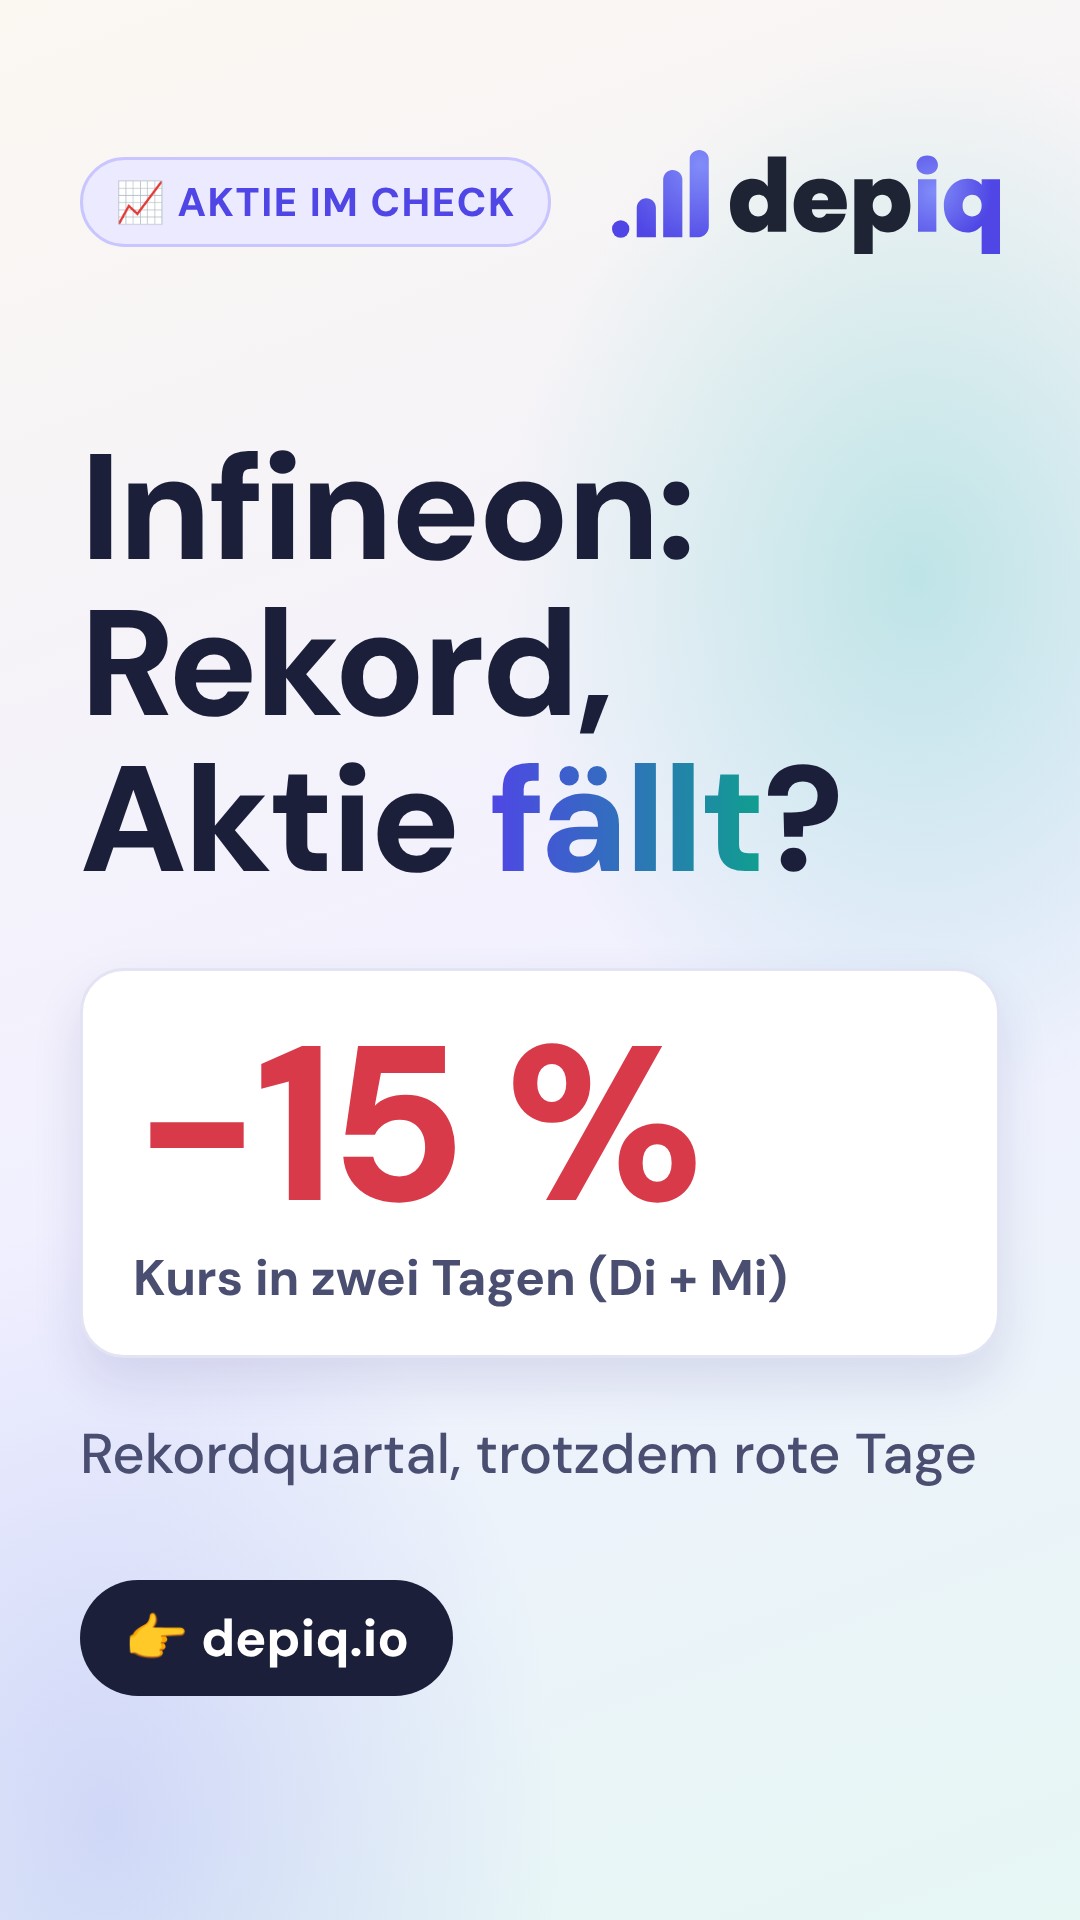 📈 AKTIE IM CHECK
depiq
Infineon:
Rekord,
Aktie fällt?
–15 %
Kurs in zwei Tagen (Di + Mi)
Rekordquartal, trotzdem rote Tage
👉 depiq.io